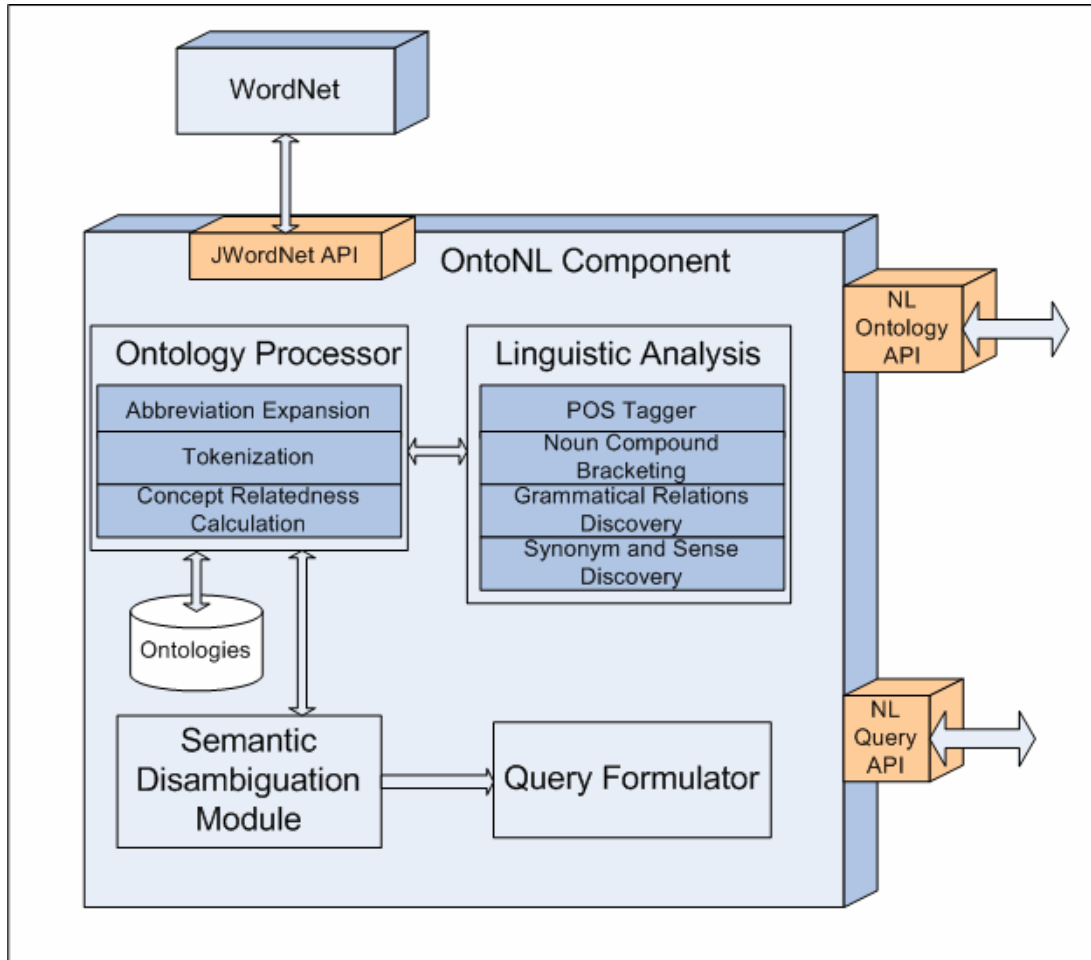 WordNet
JWordNet API
OntoNL Component
NL
Ontology
API
Ontology Processor
Abbreviation Expansion
Tokenization
Concept Relatedness
Calculation
Linguistic Analysis
POS Tagger
Noun Compound
Bracketing
Grammatical Relations
Discovery
Synonym and Sense
Discovery
Ontologies
Semantic
Disambiguation
Module
Query Formulator
NL
Query
API